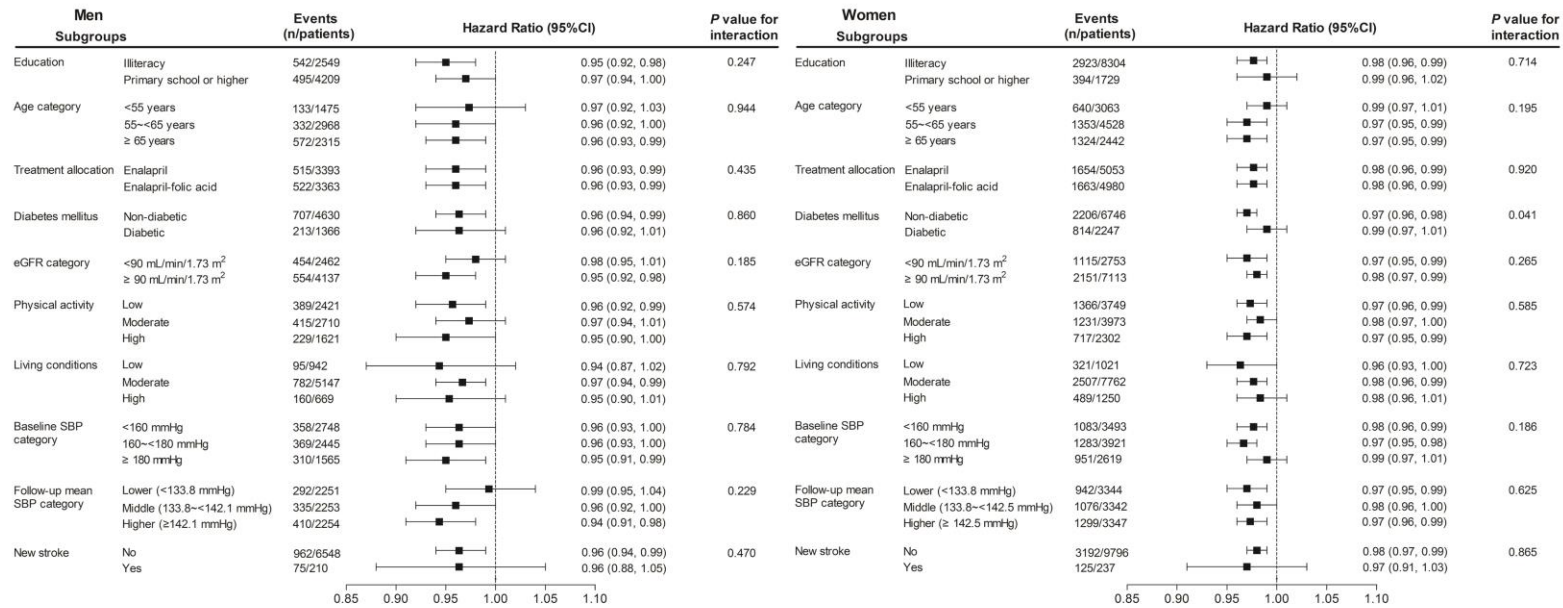 Men
Subgroups
Events
(n/patients)
Hazard Ratio (95%CI)
P value for
interaction
Education Illiteracy 542/2549 0.95 (0.92, 0.98) 0.247
Primary school or higher 495/4209 0.97 (0.94, 1.00)
Age category <55 years 133/1475 0.97 (0.92, 1.03) 0.944
55~<65 years 332/2968 0.96 (0.92, 1.00)
≥ 65 years 572/2315 0.96 (0.93, 0.99)
Treatment allocation Enalapril 515/3393 0.96 (0.93, 0.99) 0.435
Enalapril-folic acid 522/3363 0.96 (0.93, 0.99)
Diabetes mellitus Non-diabetic 707/4630 0.96 (0.94, 0.99) 0.860
Diabetic 213/1366 0.96 (0.92, 1.01)
eGFR category <90 mL/min/1.73 m² 454/2462 0.98 (0.95, 1.01) 0.185
≥ 90 mL/min/1.73 m² 554/4137 0.95 (0.92, 0.98)
Physical activity Low 389/2421 0.96 (0.92, 0.99) 0.574
Moderate 415/2710 0.97 (0.94, 1.01)
High 229/1621 0.95 (0.90, 1.00)
Living conditions Low 95/942 0.94 (0.87, 1.02) 0.792
Moderate 782/5147 0.97 (0.94, 0.99)
High 160/669 0.95 (0.90, 1.01)
Baseline SBP <160 mmHg 358/2748 0.96 (0.93, 1.00) 0.784
category 160~<180 mmHg 369/2445 0.96 (0.93, 1.00)
≥ 180 mmHg 310/1565 0.95 (0.91, 0.99)
Follow-up mean Lower (<133.8 mmHg) 292/2251 0.99 (0.95, 1.04) 0.229
SBP category Middle (133.8~<142.1 mmHg) 335/2253 0.96 (0.92, 1.00)
Higher (≥142.1 mmHg) 410/2254 0.94 (0.91, 0.98)
New stroke No 962/6548 0.96 (0.94, 0.99) 0.470
Yes 75/210 0.96 (0.88, 1.05)
0.85 0.90 0.95 1.00 1.05 1.10
Women
Subgroups
Events
(n/patients)
Hazard Ratio (95%CI)
P value for
interaction
Education Illiteracy 2923/8304 0.98 (0.96, 0.99) 0.714
Primary school or higher 394/1729 0.99 (0.96, 1.02)
Age category <55 years 640/3063 0.99 (0.97, 1.01) 0.195
55~<65 years 1353/4528 0.97 (0.95, 0.99)
≥ 65 years 1324/2442 0.97 (0.95, 0.99)
Treatment allocation Enalapril 1654/5053 0.98 (0.96, 0.99) 0.920
Enalapril-folic acid 1663/4980 0.98 (0.96, 0.99)
Diabetes mellitus Non-diabetic 2206/6746 0.97 (0.96, 0.98) 0.041
Diabetic 814/2247 0.99 (0.97, 1.01)
eGFR category <90 mL/min/1.73 m² 1115/2753 0.97 (0.95, 0.99) 0.265
≥ 90 mL/min/1.73 m² 2151/7113 0.98 (0.97, 0.99)
Physical activity Low 1366/3749 0.97 (0.96, 0.99) 0.585
Moderate 1231/3973 0.98 (0.97, 1.00)
High 717/2302 0.97 (0.95, 0.99)
Living conditions Low 321/1021 0.96 (0.93, 1.00) 0.723
Moderate 2507/7762 0.98 (0.96, 0.99)
High 489/1250 0.98 (0.96, 1.01)
Baseline SBP <160 mmHg 1083/3493 0.98 (0.96, 0.99) 0.186
category 160~<180 mmHg 1283/3921 0.97 (0.95, 0.98)
≥ 180 mmHg 951/2619 0.99 (0.97, 1.01)
Follow-up mean Lower (<133.8 mmHg) 942/3344 0.97 (0.95, 0.99) 0.625
SBP category Middle (133.8~<142.5 mmHg) 1076/3342 0.98 (0.96, 1.00)
Higher (≥ 142.5 mmHg) 1299/3347 0.97 (0.96, 0.99)
New stroke No 3192/9796 0.98 (0.97, 0.99) 0.865
Yes 125/237 0.97 (0.91, 1.03)
0.85 0.90 0.95 1.00 1.05 1.10